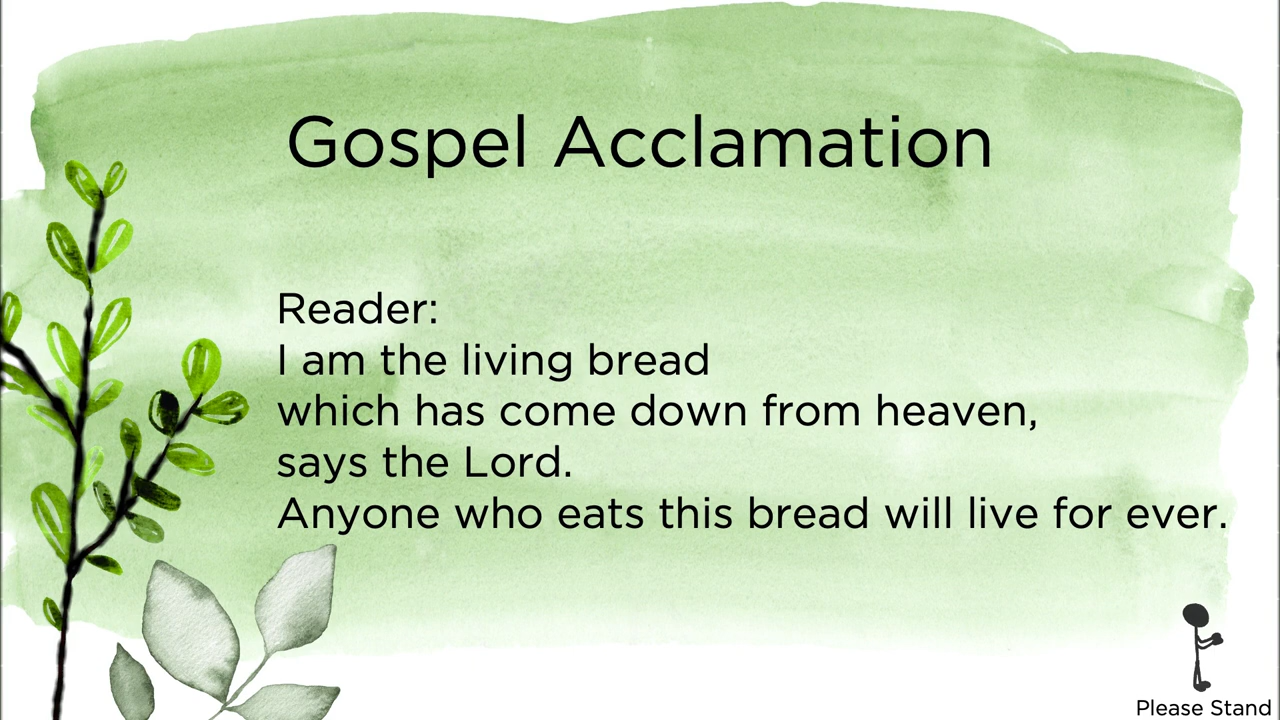 Gospel Acclamation
Reader:
I am the living bread
which has come down from heaven,
says the Lord.
Anyone who eats this bread will live for ever.
Please Stand